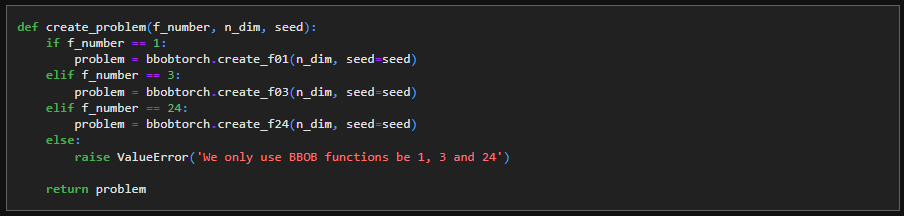 def create_problem(f_number, n_dim, seed):
    if f_number == 1:
        problem = bbobtorch.create_f01(n_dim, seed=seed)
    elif f_number == 3:
        problem = bbobtorch.create_f03(n_dim, seed=seed)
    elif f_number == 24:
        problem = bbobtorch.create_f24(n_dim, seed=seed)
    else:
        raise ValueError('We only use BBOB functions be 1, 3 and 24')
    return problem